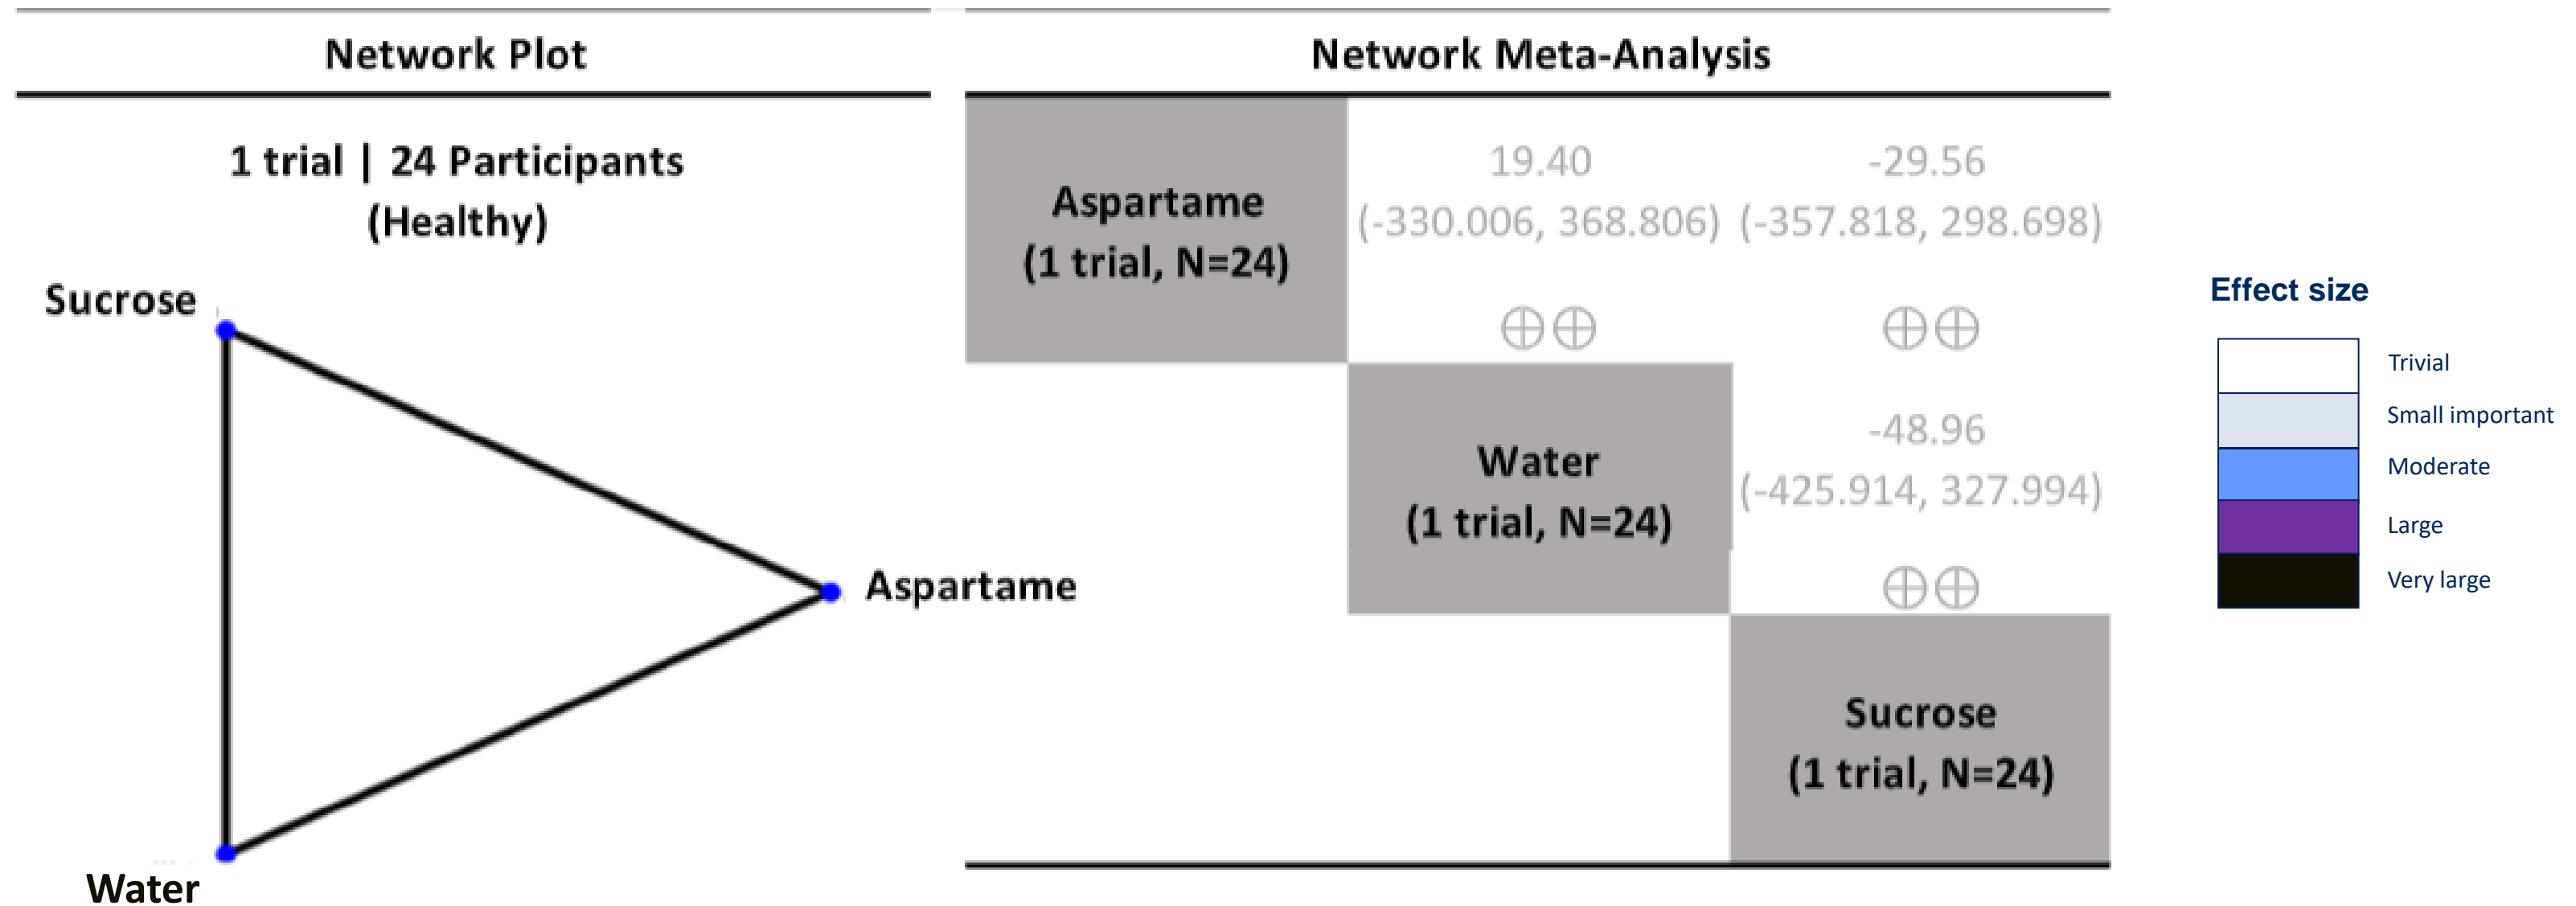 Network Plot
1 trial | 24 Participants
(Healthy)
Sucrose
Aspartame
Water
Network Meta-Analysis
Aspartame
(1 trial, N=24)
19.40
(-330.006, 368.806)
⊕⊕
-29.56
(-357.818, 298.698)
⊕⊕
Water
(1 trial, N=24)
-48.96
(-425.914, 327.994)
⊕⊕
Sucrose
(1 trial, N=24)
Effect size
Trivial
Small important
Moderate
Large
Very large